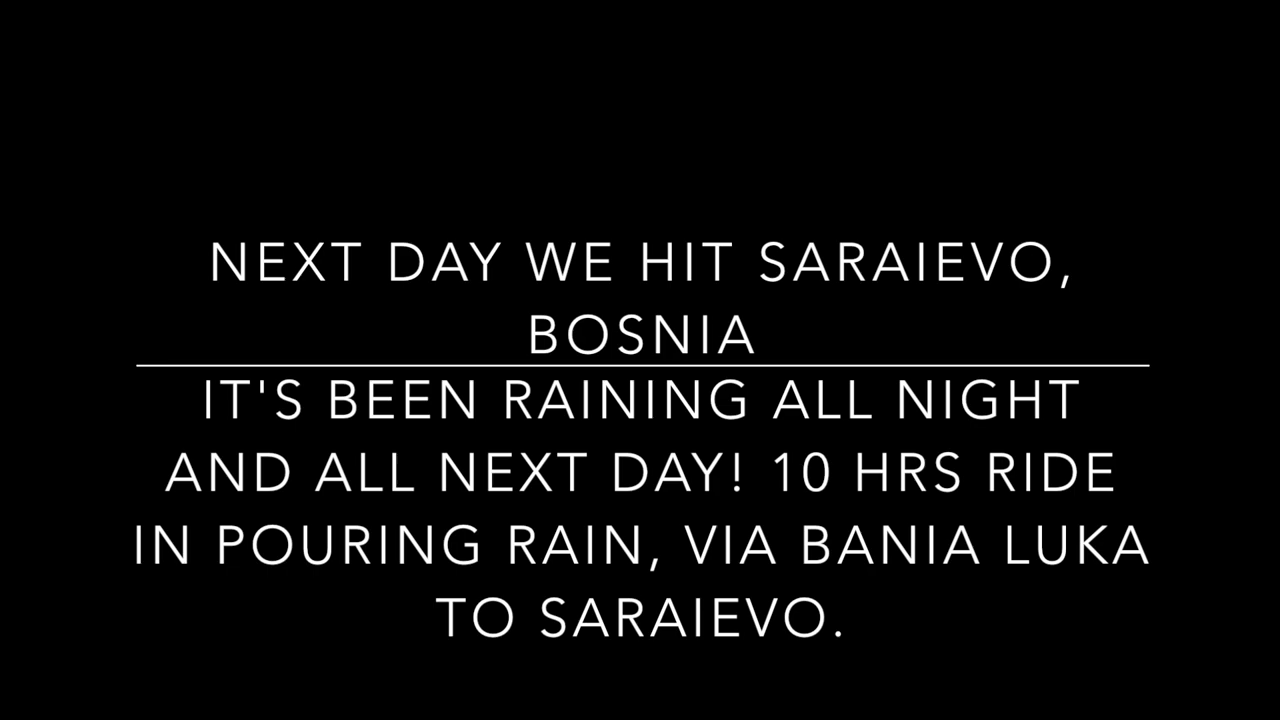 NEXT DAY WE HIT SARAIEVO,
BOSNIA
IT'S BEEN RAINING ALL NIGHT
AND ALL NEXT DAY! 10 HRS RIDE
IN POURING RAIN, VIA BANIA LUKA
TO SARAIEVO.